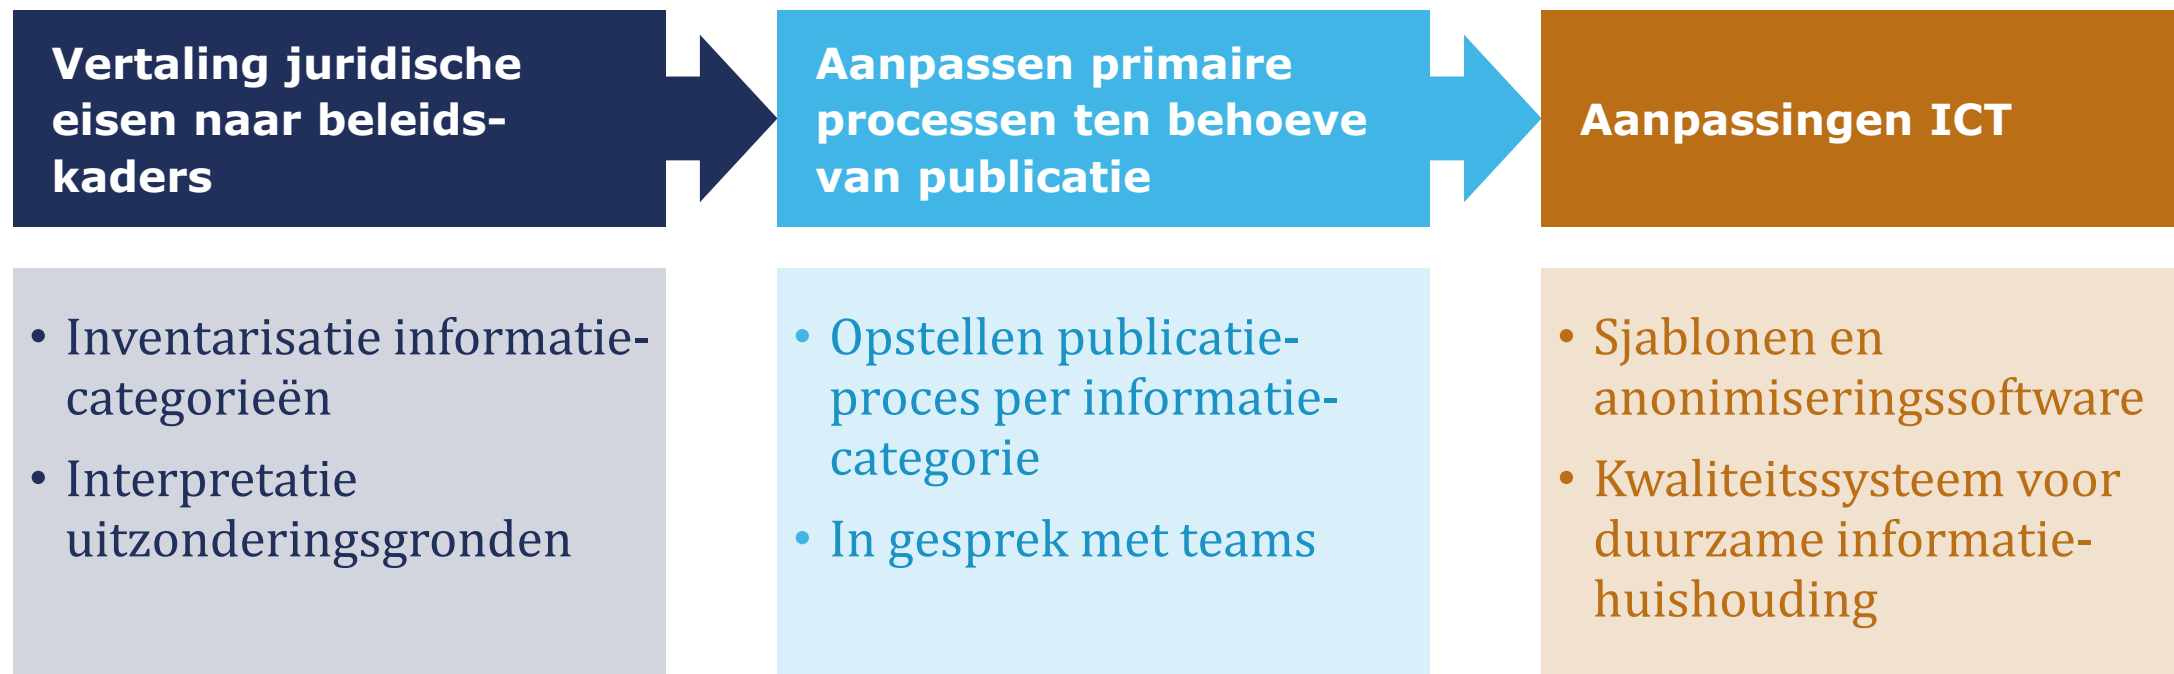 Vertaling juridische
eisen naar beleids-
kaders
• Inventarisatie informatie-
categorieën
• Interpretatie
uitzonderingsgronden
Aanpassen primaire
processen ten behoeve
van publicatie
• Opstellen publicatie-
proces per informatie-
categorie
• In gesprek met teams
Aanpassingen ICT
• Sjablonen en
anonimiseringssoftware
• Kwaliteitssysteem voor
duurzame informatie-
huishouding